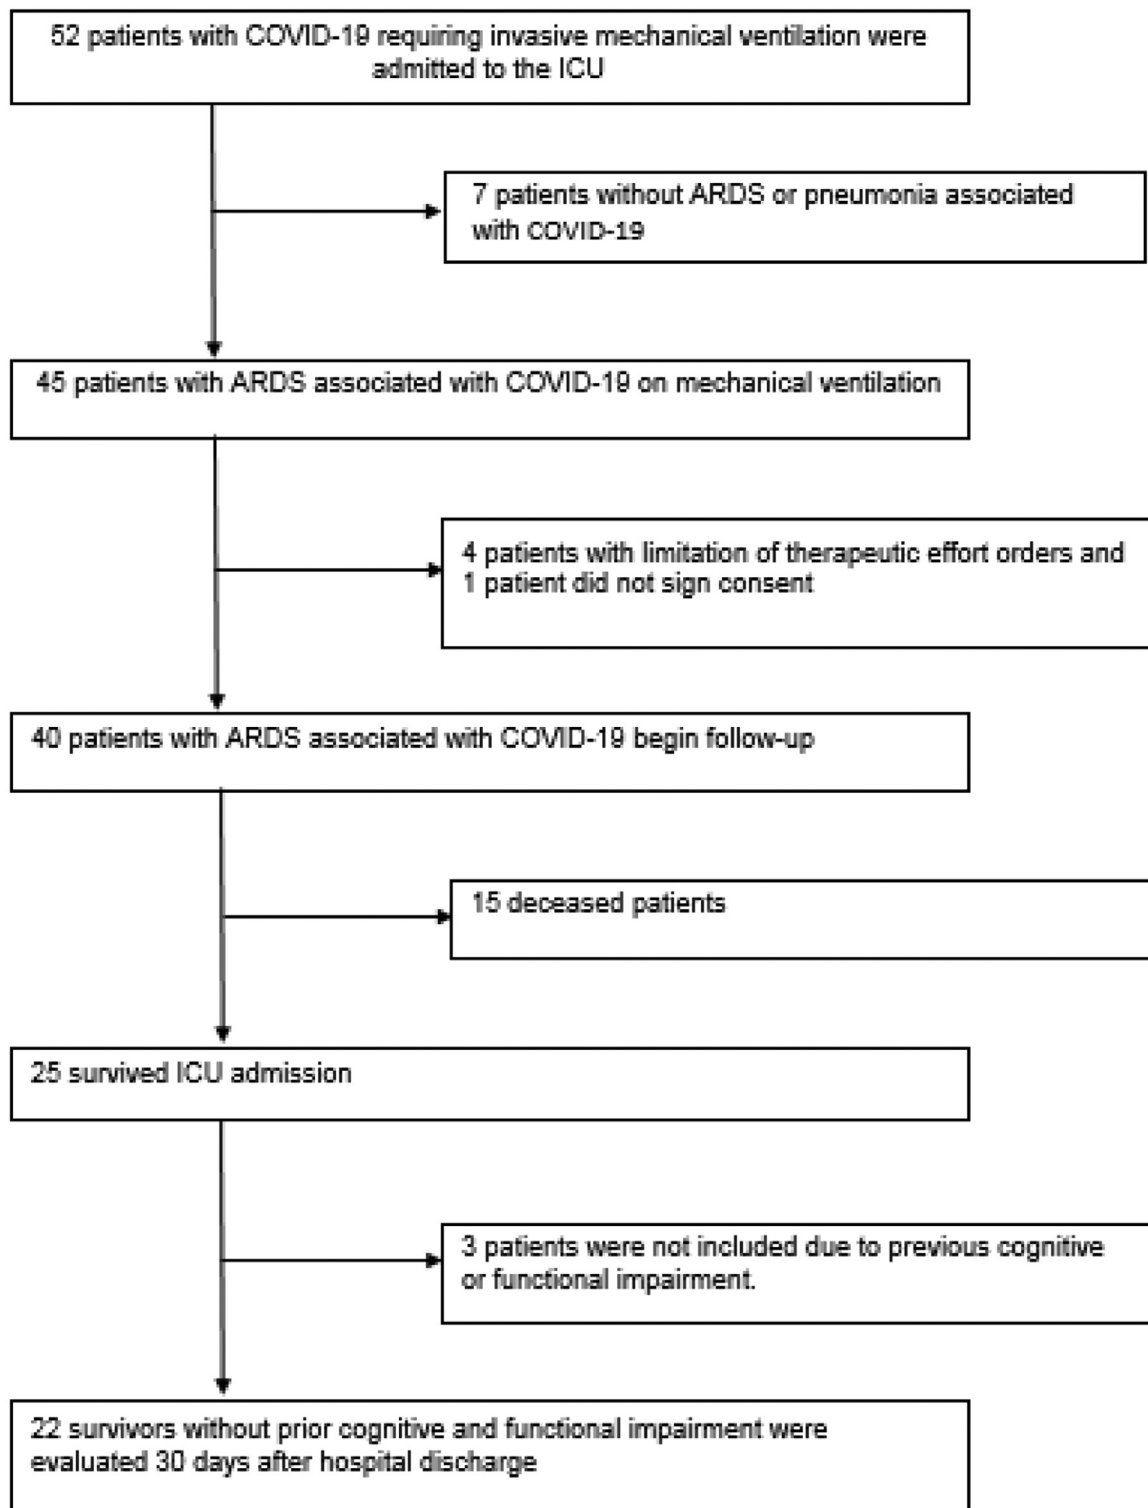 52 patients with COVID-19 requiring invasive mechanical ventilation were
admitted to the ICU
7 patients without ARDS or pneumonia associated
with COVID-19
45 patients with ARDS associated with COVID-19 on mechanical ventilation
4 patients with limitation of therapeutic effort orders and
1 patient did not sign consent
40 patients with ARDS associated with COVID-19 begin follow-up
15 deceased patients
25 survived ICU admission
3 patients were not included due to previous cognitive
or functional impairment.
22 survivors without prior cognitive and functional impairment were
evaluated 30 days after hospital discharge